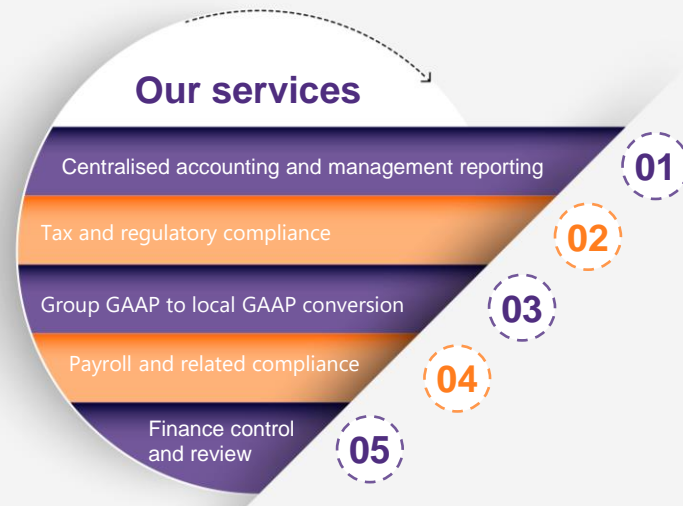 Our services
Centralised accounting and management reporting
01
Tax and regulatory compliance
02
Group GAAP to local GAAP conversion
03
Payroll and related compliance
04
Finance control
and review
05